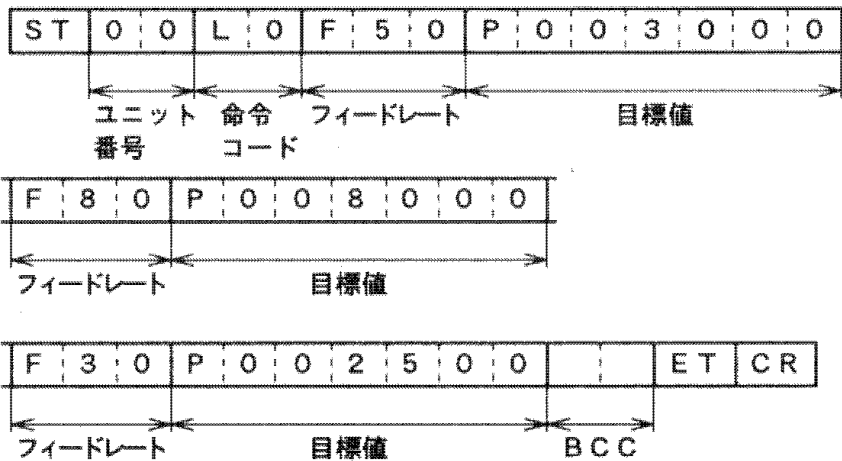 ST 0 0 L 0 F 5 0 P 0 0 3 0 0 0
ユニット番号 命令コード フィードレート 目標値
F 8 0 P 0 0 8 0 0 0
フィードレート 目標値
F 3 0 P 0 0 2 5 0 0 ET CR
フィードレート 目標値 BCC